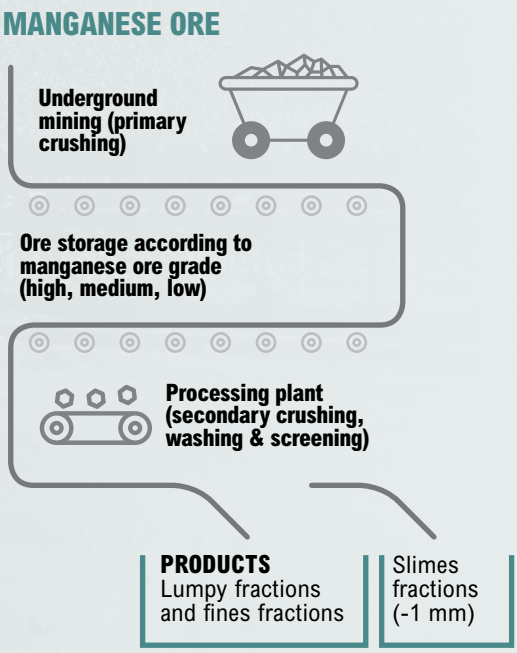 MANGANESE ORE
Underground
mining (primary
crushing)
Ore storage according to
manganese ore grade
(high, medium, low)
Processing plant
(secondary crushing,
washing & screening)
PRODUCTS
Lumpy fractions
and fines fractions
Slimes
fractions
(-1 mm)